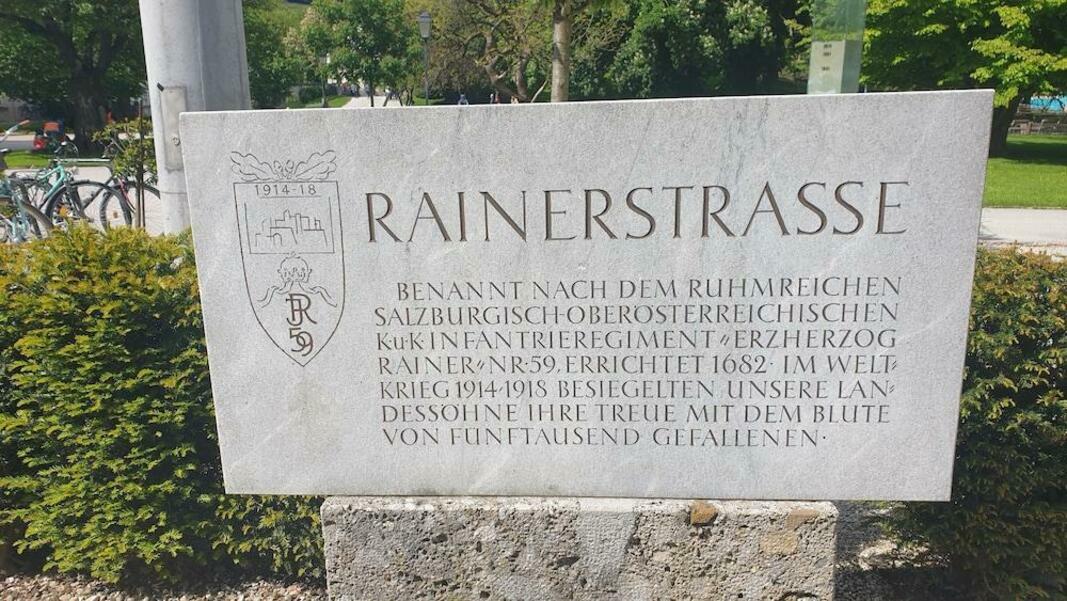 1914-18
R
59
RAINERSTRASSE
BENANNT NACH DEM RUHMREICHEN
SALZBURGISCH-OBERÖSTERREICHISCHEN
K.u.K INFANTRIEREGIMENT „ERZHERZOG
RAINER„ NR·59, ERRICHTET 1682· IM WELT-
KRIEG 1914-1918 BESIEGELTEN UNSERE LAN-
DESSÖHNE IHRE TREUE MIT DEM BLUTE
VON FÜNFTAUSEND GEFALLENEN·